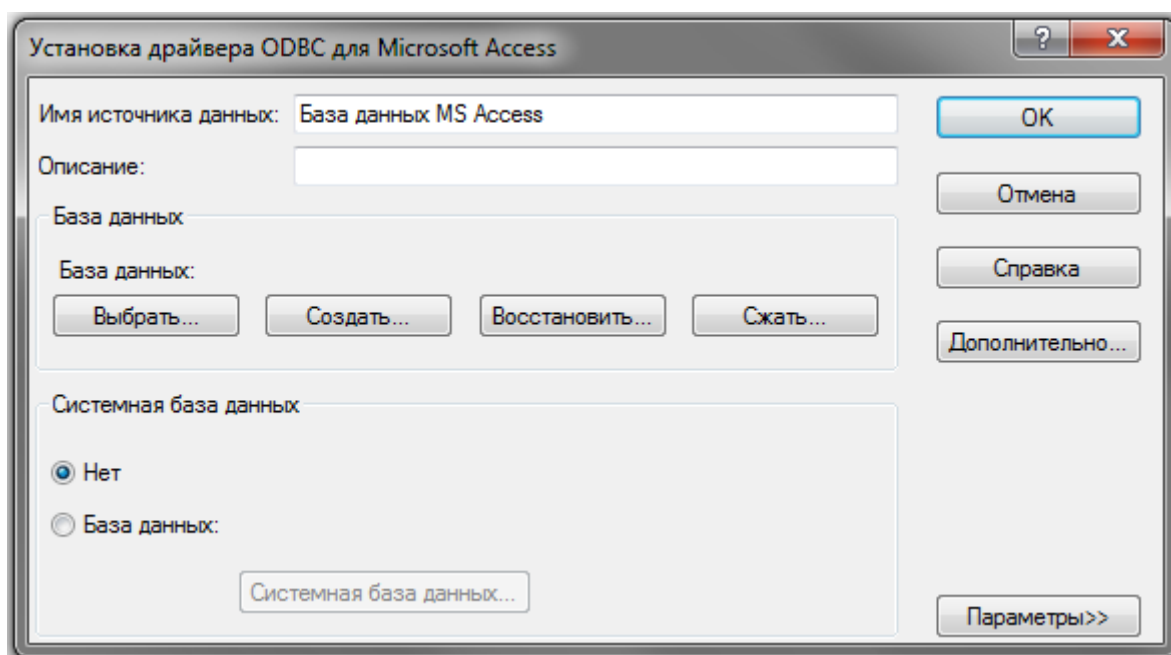 Установка драйвера ODBC для Microsoft Access
Имя источника данных: База данных MS Access
OK
Описание:
Отмена
База данных
База данных:
Справка
Выбрать...
Создать...
Восстановить...
Сжать...
Дополнительно...
Системная база данных
Нет
База данных:
Системная база данных...
Параметры>>